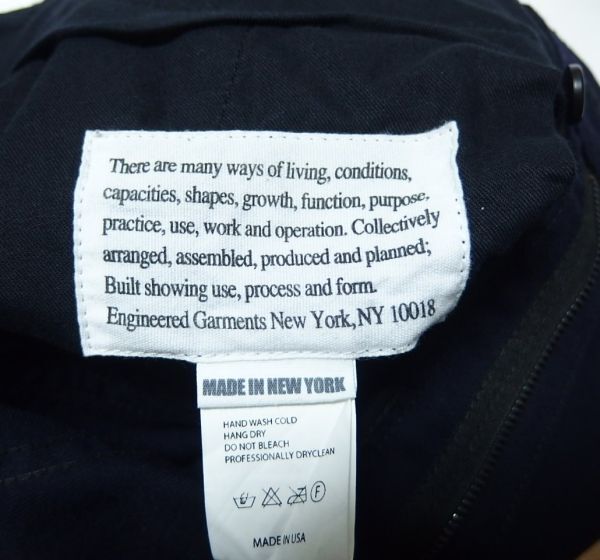 There are many ways of living, conditions,
capacities, shapes, growth, function, purpose.
practice, use, work and operation. Collectively
arranged, assembled, produced and planned;
Built showing use, process and form.
Engineered Garments New York, NY 10018
MADE IN NEW YORK
HAND WASH COLD
HANG DRY
DO NOT BLEACH
PROFESSIONALLY DRYCLEAN
F
MADE IN USA